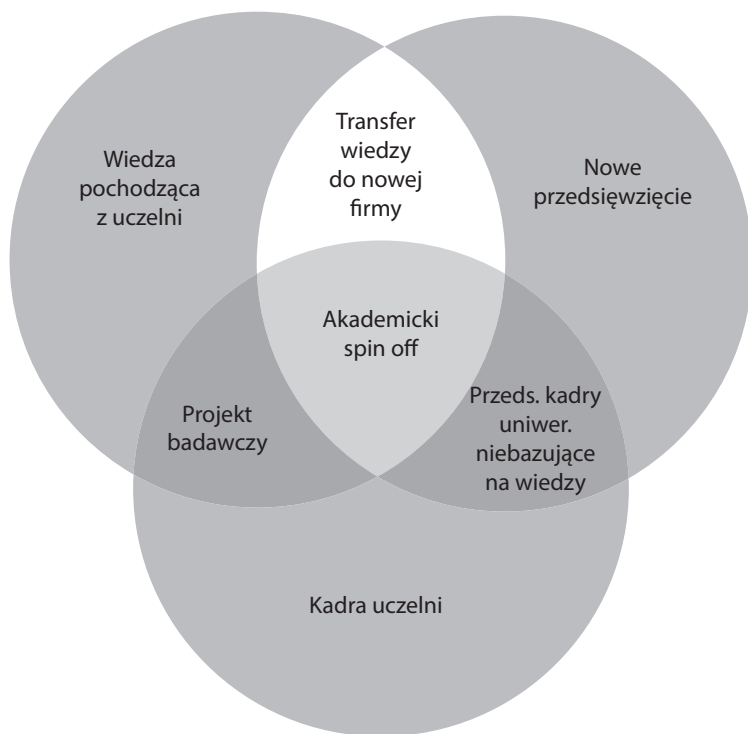 Transfer
wiedzy
do nowej
firmy
Wiedza
pochodząca
z uczelni
Nowe
przedsięwzięcie
Akademicki
spin off
Projekt
badawczy
Przeds. kadry
uniwer.
niebazujące
na wiedzy
Kadra uczelni